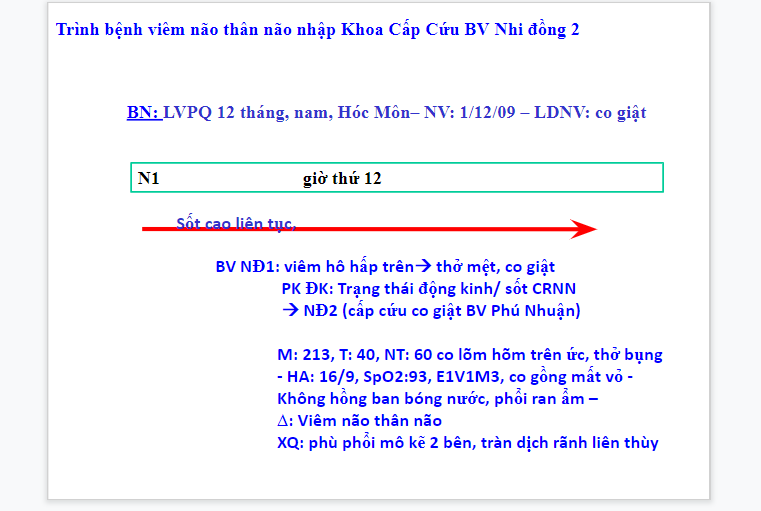 Trình bệnh viêm não thân não nhập Khoa Cấp Cứu BV Nhi đồng 2
BN: LVPQ 12 tháng, nam, Hóc Môn– NV: 1/12/09 – LDNV: co giật
N1 giờ thứ 12
Sốt cao liên tục.
BV NĐ1: viêm hô hấp trên→ thở mệt, co giật
PK ĐK: Trạng thái động kinh/ sốt CRNN
→ NĐ2 (cấp cứu co giật BV Phú Nhuận)
M: 213, T: 40, NT: 60 co lõm hõm trên ức, thở bụng
- HA: 16/9, SpO2:93, E1V1M3, co gồng mất vỏ -
Không hồng ban bóng nước, phổi ran ẩm –
∆: Viêm não thân não
XQ: phù phổi mô kẽ 2 bên, tràn dịch rãnh liên thùy